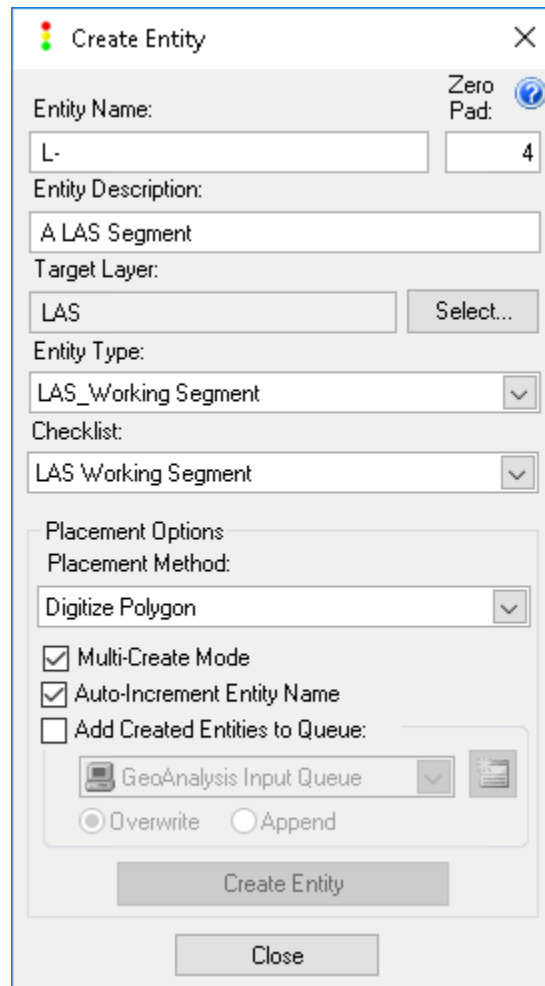 Create Entity
Zero
Entity Name: Pad:
L- 4
Entity Description:
A LAS Segment
Target Layer:
LAS Select...
Entity Type:
LAS_Working Segment
Checklist:
LAS Working Segment
Placement Options
Placement Method:
Digitize Polygon
Multi-Create Mode
Auto-Increment Entity Name
Add Created Entities to Queue:
GeoAnalysis Input Queue
Overwrite Append
Create Entity
Close